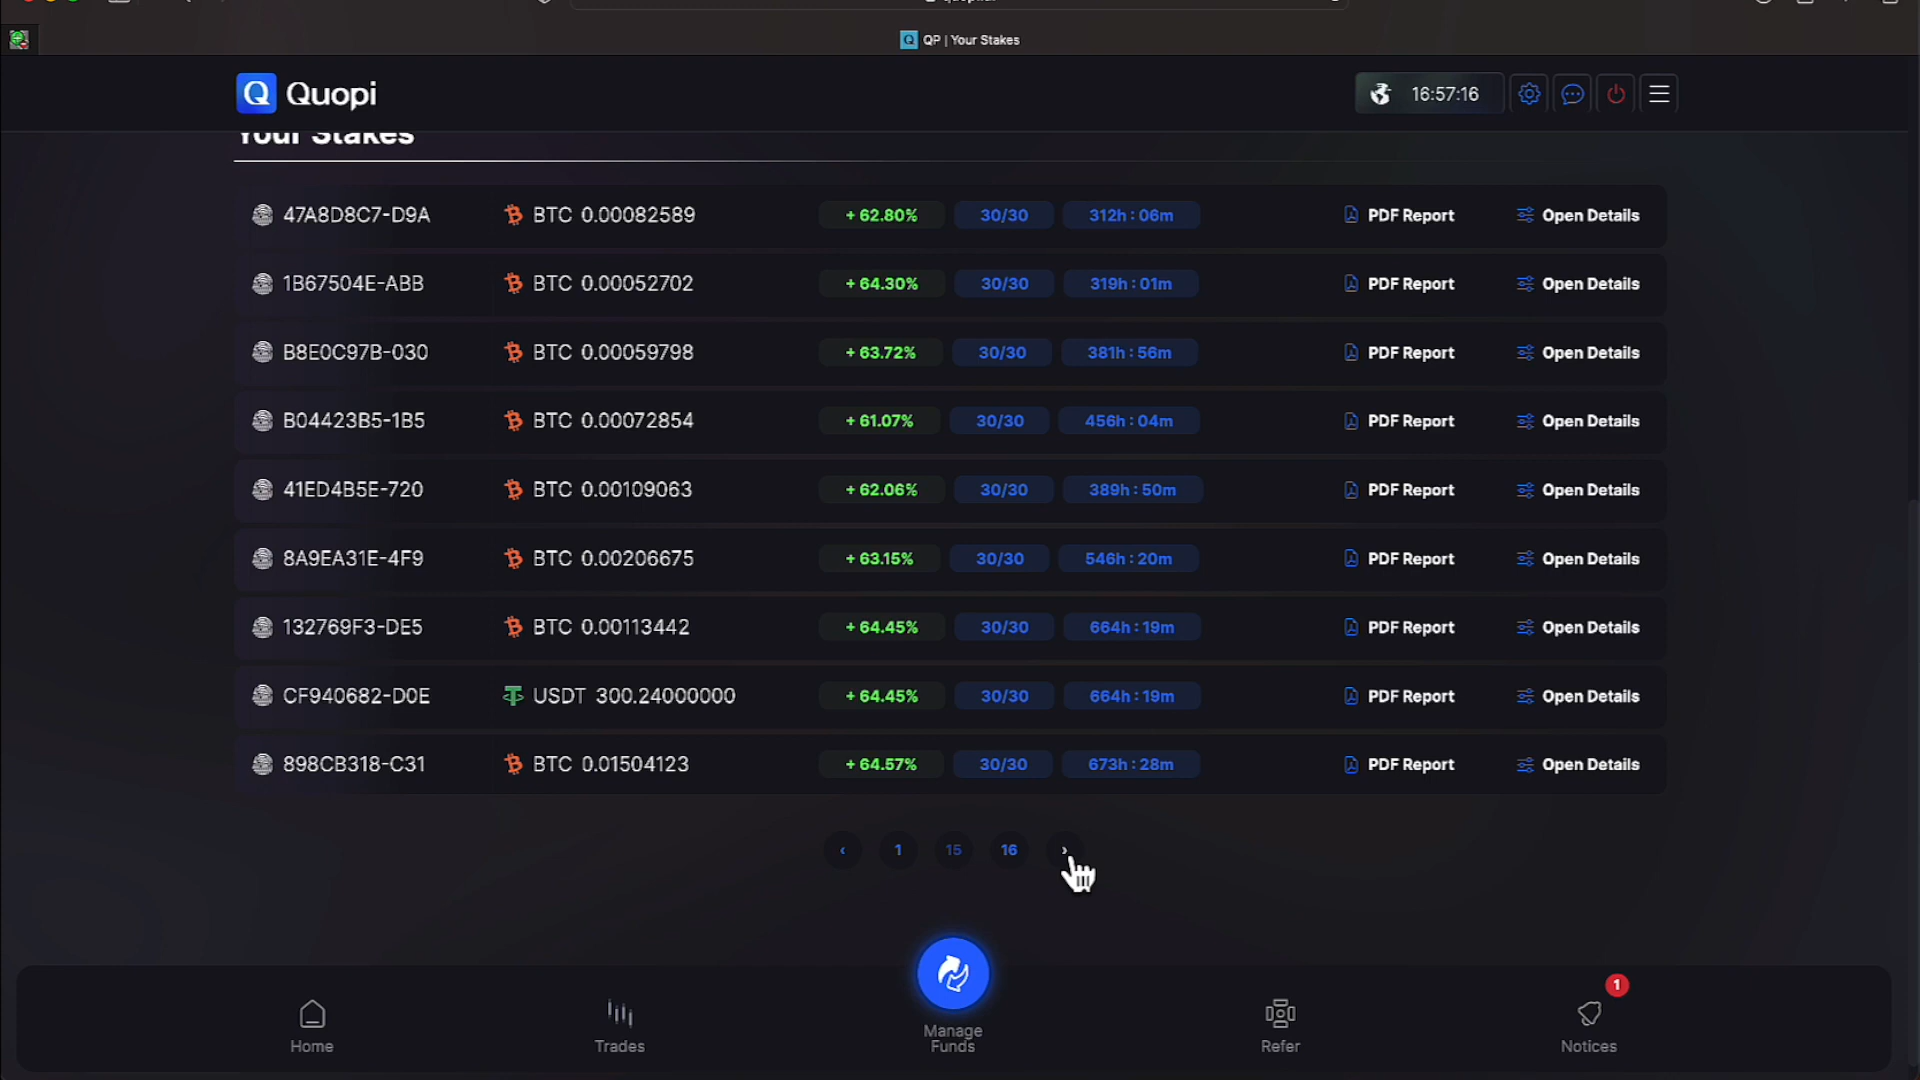 QP | Your Stakes
Quopi
16:57:16
Your Stakes
47A8D8C7-D9A BTC 0.00082589 + 62.80% 30/30 312h : 06m PDF Report Open Details
1B67504E-ABB BTC 0.00052702 + 64.30% 30/30 319h : 01m PDF Report Open Details
B8E0C97B-030 BTC 0.00059798 + 63.72% 30/30 381h : 56m PDF Report Open Details
B04423B5-1B5 BTC 0.00072854 + 61.07% 30/30 456h : 04m PDF Report Open Details
41ED4B5E-720 BTC 0.00109063 + 62.06% 30/30 389h : 50m PDF Report Open Details
8A9EA31E-4F9 BTC 0.00206675 + 63.15% 30/30 546h : 20m PDF Report Open Details
132769F3-DE5 BTC 0.00113442 + 64.45% 30/30 664h : 19m PDF Report Open Details
CF940682-D0E USDT 300.24000000 + 64.45% 30/30 664h : 19m PDF Report Open Details
898CB318-C31 BTC 0.01504123 + 64.57% 30/30 673h : 28m PDF Report Open Details
‹ 1 15 16 ›
1
Home Trades Manage Funds Refer Notices